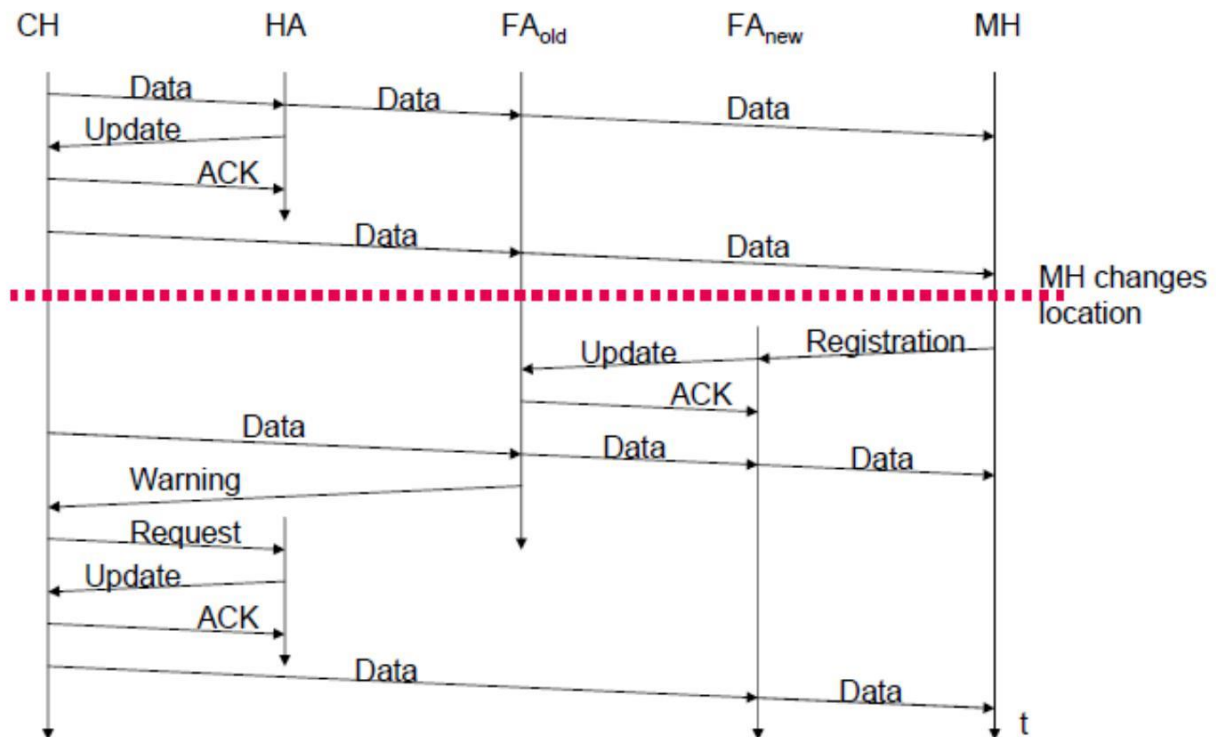 CH HA FAold FAnew MH
Data Data Data
Update
ACK
Data Data
MH changes
location
Update Registration
ACK
Data Data Data
Warning
Request
Update
ACK
Data Data
t